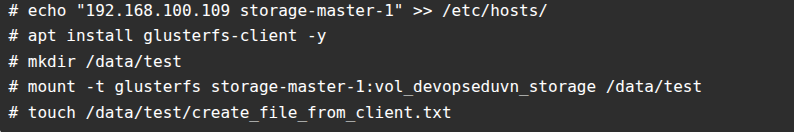 # echo "192.168.100.109 storage-master-1" >> /etc/hosts/
# apt install glusterfs-client -y
# mkdir /data/test
# mount -t glusterfs storage-master-1:vol_devopseduvn_storage /data/test
# touch /data/test/create_file_from_client.txt